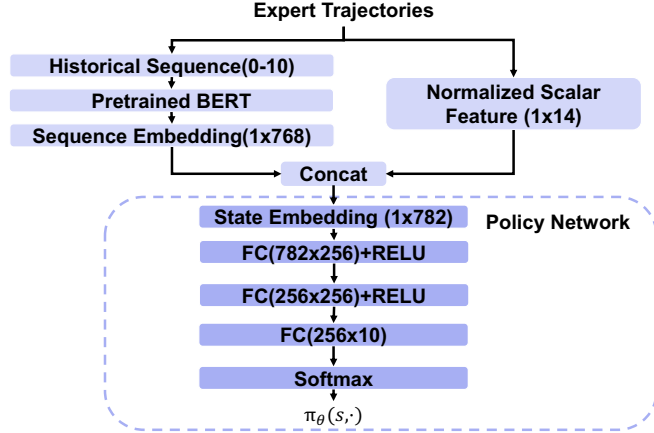 Expert Trajectories
Historical Sequence(0-10)
Pretrained BERT
Sequence Embedding(1x768)
Normalized Scalar
Feature (1x14)
Concat
State Embedding (1x782)
Policy Network
FC(782x256)+RELU
FC(256x256)+RELU
FC(256x10)
Softmax
π_θ(s,·)